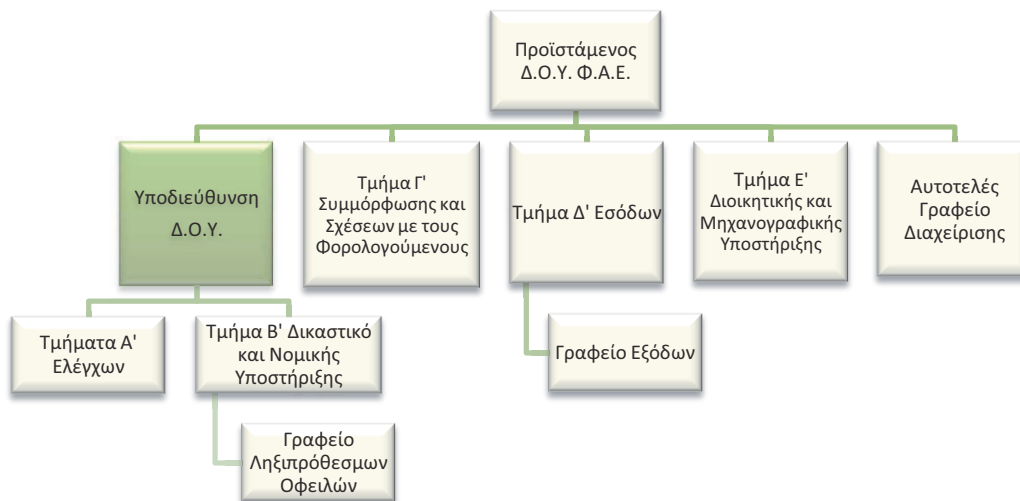 Προϊστάμενος
Δ.Ο.Υ. Φ.Α.Ε.
Υποδιεύθυνση
Δ.Ο.Υ.
Τμήμα Γ'
Συμμόρφωσης και
Σχέσεων με τους
Φορολογούμενους
Τμήμα Δ' Εσόδων
Τμήμα Ε'
Διοικητικής και
Μηχανογραφικής
Υποστήριξης
Αυτοτελές
Γραφείο
Διαχείρισης
Τμήματα Α'
Ελέγχων
Τμήμα Β' Δικαστικό
και Νομικής
Υποστήριξης
Γραφείο Εξόδων
Γραφείο
Ληξιπρόθεσμων
Οφειλών